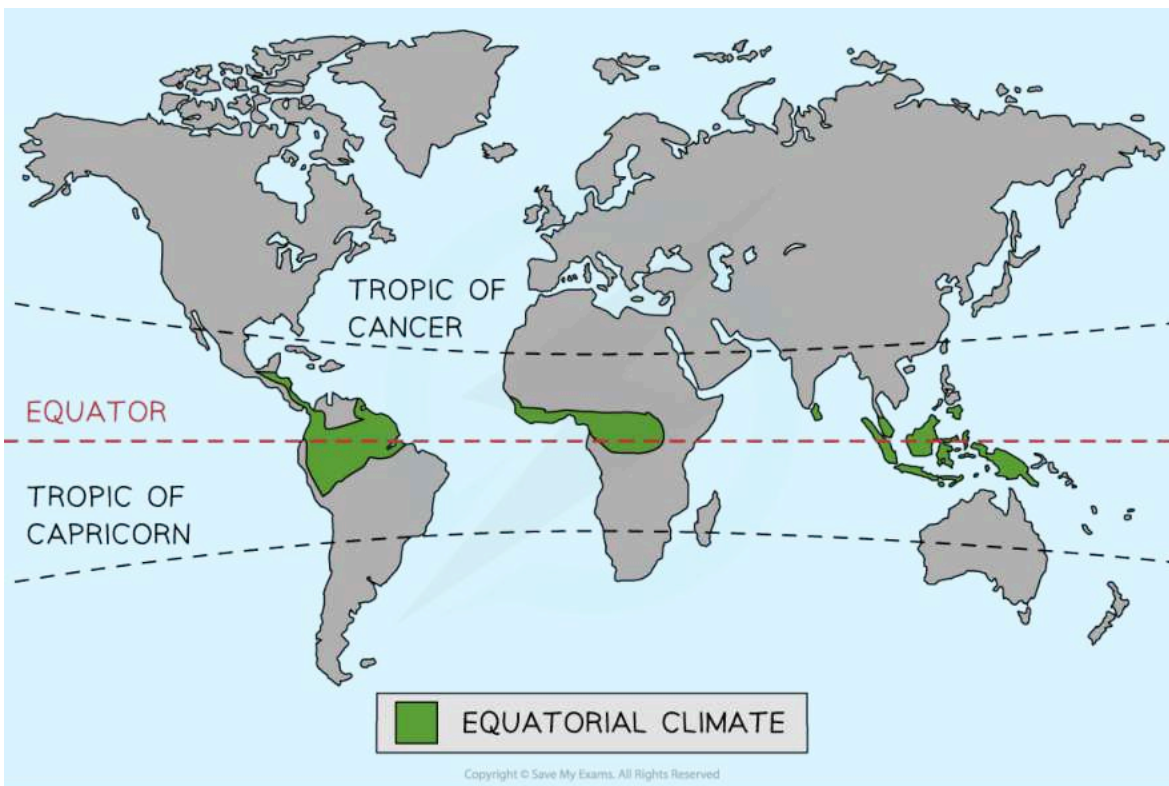 TROPIC OF
CANCER
EQUATOR
TROPIC OF
CAPRICORN
EQUATORIAL CLIMATE
Copyright © Save My Exams. All Rights Reserved